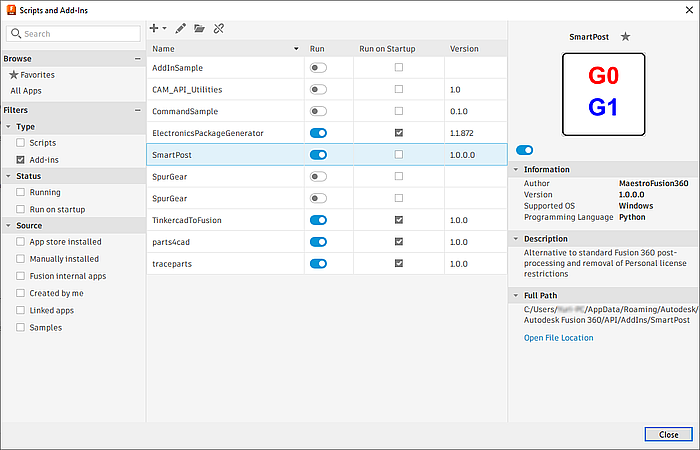 Scripts and Add-Ins
Search
Browse
Favorites
All Apps
Filters
Type
Scripts
Add-ins
Status
Running
Run on startup
Source
App store installed
Manually installed
Fusion internal apps
Created by me
Linked apps
Samples
Name Run Run on Startup Version
AddInSample
CAM_API_Utilities 1.0
CommandSample 0.1.0
ElectronicsPackageGenerator 1.1.872
SmartPost 1.0.0.0
SpurGear
SpurGear
TinkercadToFusion 1.0.0
parts4cad 1.0.0
traceparts 1.0.0
SmartPost
G0
G1
Information
Author MaestroFusion360
Version 1.0.0.0
Supported OS Windows
Programming Language Python
Description
Alternative to standard Fusion 360 post-
processing and removal of Personal license
restrictions
Full Path
C:/Users/ /AppData/Roaming/Autodesk/
Autodesk Fusion 360/API/AddIns/SmartPost
Open File Location
Close